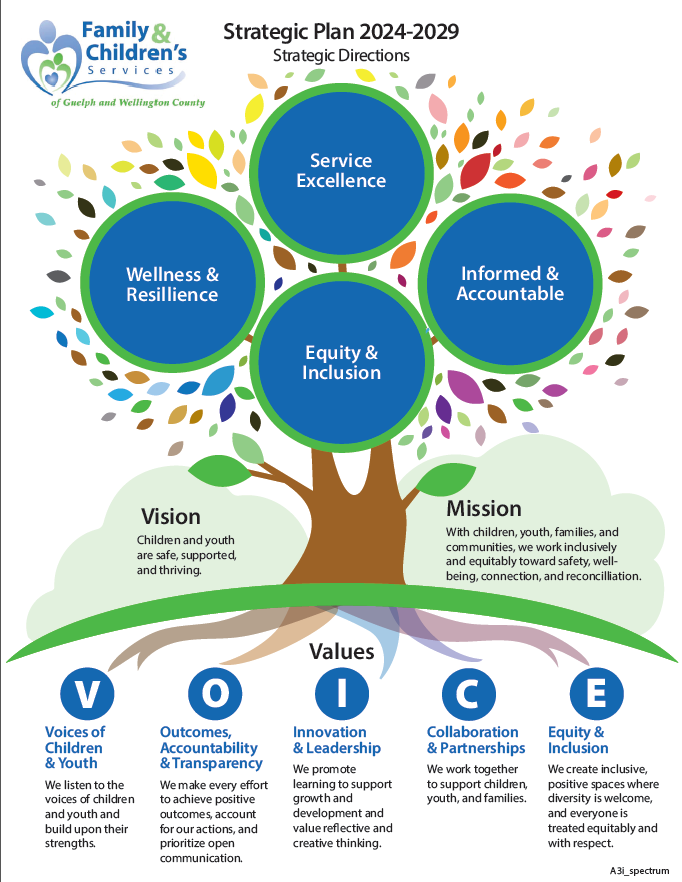 Family &
Children's
Services
of Guelph and Wellington County
Strategic Plan 2024-2029
Strategic Directions
Service
Excellence
Wellness &
Resillience
Informed &
Accountable
Equity &
Inclusion
Vision
Children and youth
are safe, supported,
and thriving.
Mission
With children, youth, families, and
communities, we work inclusively
and equitably toward safety, well-
being, connection, and reconcilliation.
Values
V
O
I
C
E
Voices of
Children
& Youth
We listen to the
voices of children
and youth and
build upon their
strengths.
Outcomes,
Accountability
& Transparency
We make every effort
to achieve positive
outcomes, account
for our actions, and
prioritize open
communication.
Innovation
& Leadership
We promote
learning to support
growth and
development and
value reflective and
creative thinking.
Collaboration
& Partnerships
We work together
to support children,
youth, and families.
Equity &
Inclusion
We create inclusive,
positive spaces where
diversity is welcome,
and everyone is
treated equitably and
with respect.
A3i_spectrum